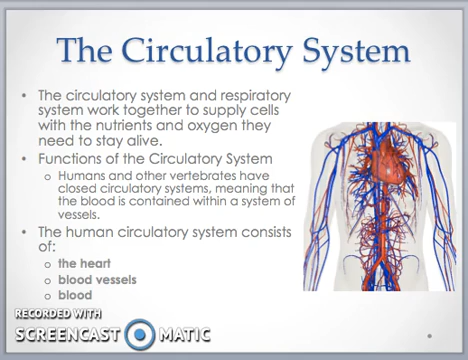 The Circulatory System
• The circulatory system and respiratory
system work together to supply cells
with the nutrients and oxygen they
need to stay alive.
• Functions of the Circulatory System
o Humans and other vertebrates have
closed circulatory systems, meaning that
the blood is contained within a system of
vessels.
• The human circulatory system consists
of:
o the heart
o blood vessels
o blood
RECORDED WITH
SCREENCAST MATIC